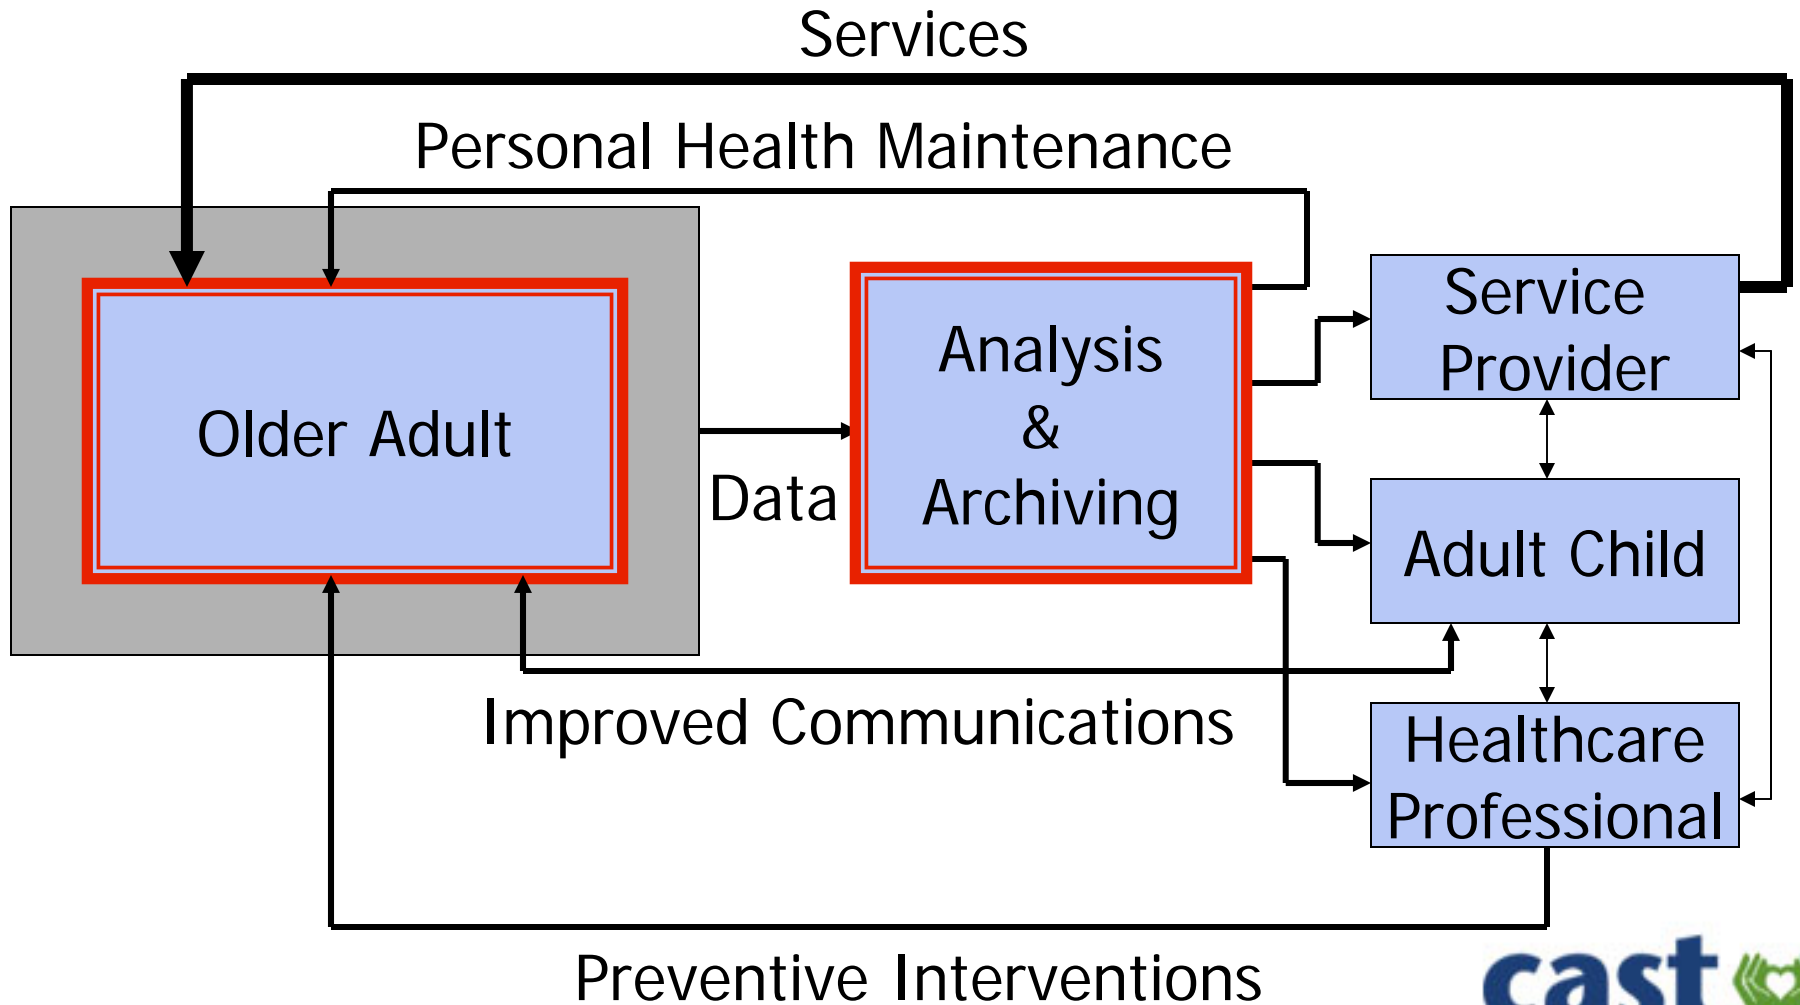 Services
Personal Health Maintenance
Older Adult
Data
Analysis
&
Archiving
Service
Provider
Adult Child
Healthcare
Professional
Improved Communications
Preventive Interventions
cast